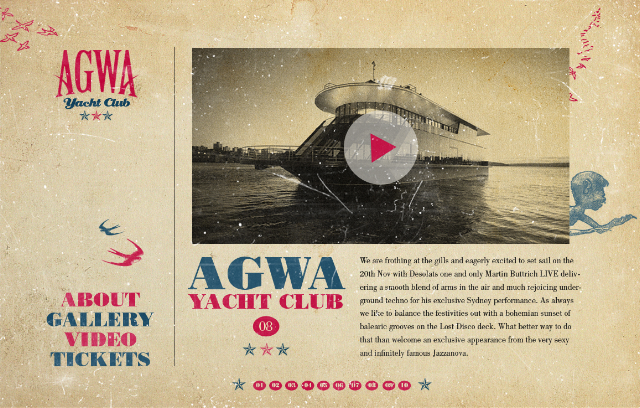 AGWA
Yacht Club
ABOUT
GALLERY
VIDEO
TICKETS
AGWA
YACHT CLUB
08
We are frothing at the gills and eagerly excited to set sail on the
20th Nov with Desolats one and only Martin Buttrich LIVE deliv-
ering a smooth blend of arms in the air and much rejoicing under-
ground techno for his exclusive Sydney performance. As always
we like to balance the festivities out with a bohemian sunset of
balearic grooves on the Lost Disco deck. What better way to do
that than welcome an exclusive appearance from the very sexy
and infinitely famous Jazzanova.
01 02 03 04 05 06 07 08 09 10